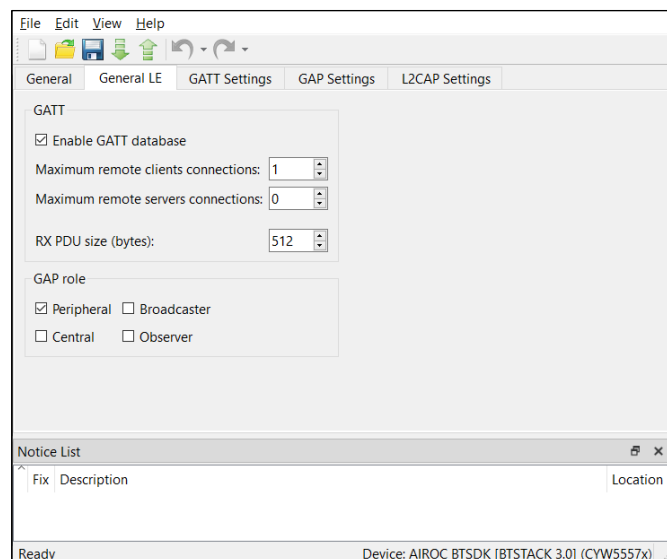 File Edit View Help
General General LE GATT Settings GAP Settings L2CAP Settings
GATT
Enable GATT database
Maximum remote clients connections: 1
Maximum remote servers connections: 0
RX PDU size (bytes): 512
GAP role
Peripheral Broadcaster
Central Observer
Notice List
Fix Description Location
Ready Device: AIROC BTSDK [BTSTACK 3.0] (CYW5557x)